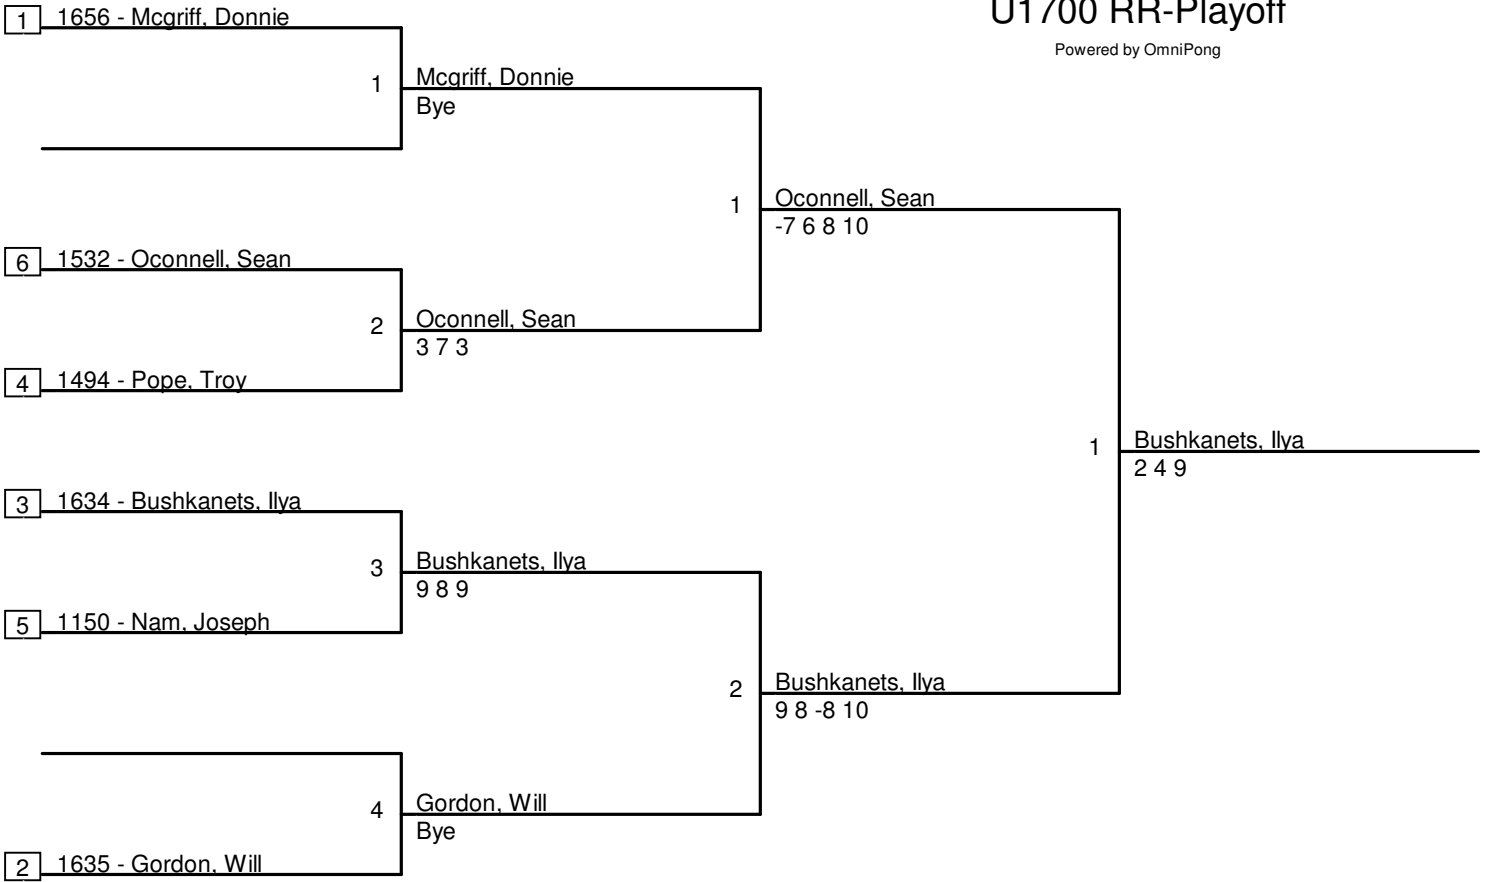 U1700 RR-Playoff
Powered by OmniPong
1 1656 - Mcgriff, Donnie
1 Mcgriff, Donnie
Bye
1 Oconnell, Sean
-7 6 8 10
6 1532 - Oconnell, Sean
2 Oconnell, Sean
3 7 3
4 1494 - Pope, Troy
1 Bushkanets, Ilya
2 4 9
3 1634 - Bushkanets, Ilya
3 Bushkanets, Ilya
9 8 9
5 1150 - Nam, Joseph
2 Bushkanets, Ilya
9 8 -8 10
4 Gordon, Will
Bye
2 1635 - Gordon, Will